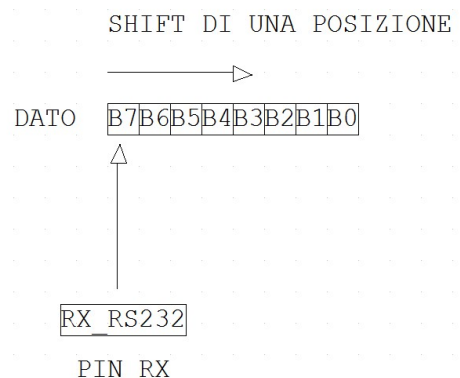 SHIFT DI UNA POSIZIONE
DATO B7 B6 B5 B4 B3 B2 B1 B0
RX_RS232
PIN RX